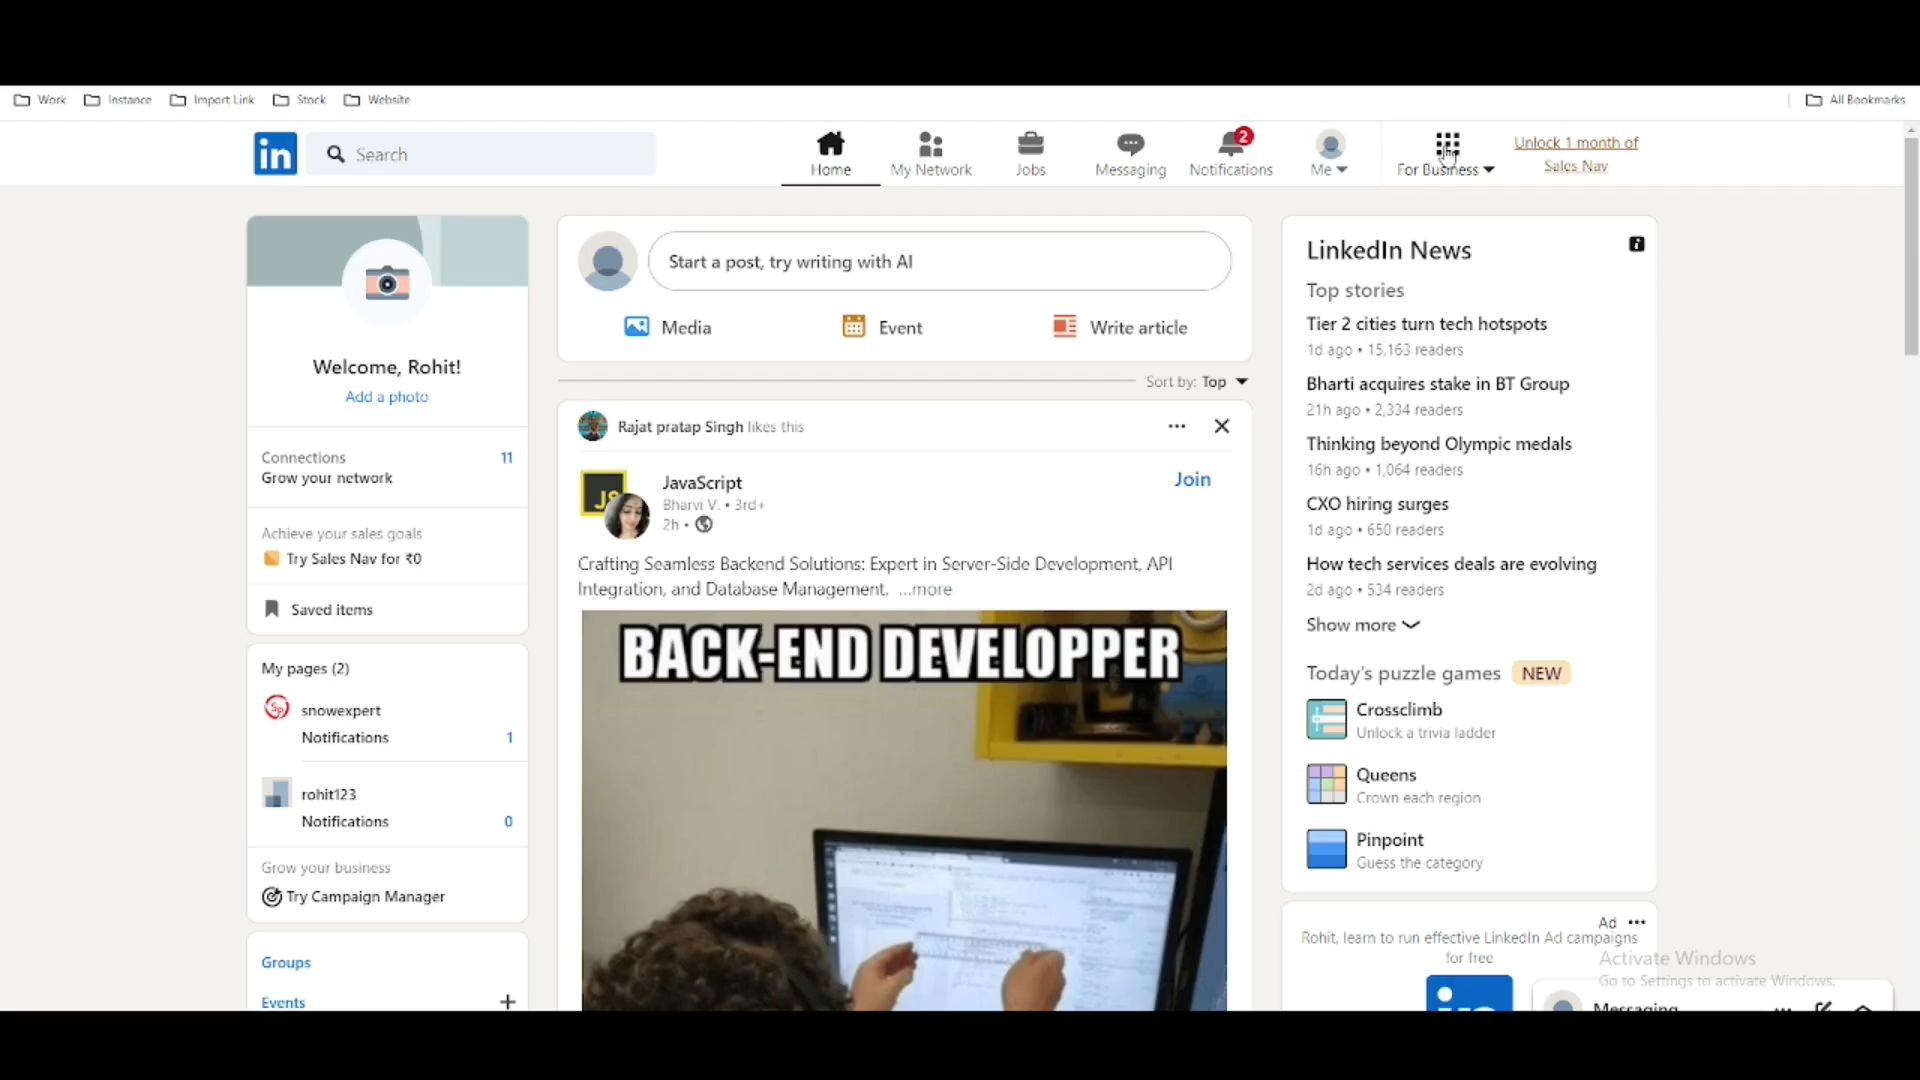 Work
Instance
Import Link
Stock
Website
All Bookmarks
in
Search
Home
My Network
Jobs
Messaging
2
Notifications
Me
For Business
Unlock 1 month of
Sales Nav
Welcome, Rohit!
Add a photo
Connections 11
Grow your network
Achieve your sales goals
Try Sales Nav for ₹0
Saved items
My pages (2)
snowexpert
Notifications 1
rohit123
Notifications 0
Grow your business
Try Campaign Manager
Groups
Events
Start a post, try writing with AI
Media
Event
Write article
Sort by: Top
Rajat pratap Singh likes this
JS
JavaScript
Bharvi V. • 3rd+
2h •
Join
Crafting Seamless Backend Solutions: Expert in Server-Side Development, API
Integration, and Database Management. ...more
BACK-END DEVELOPPER
LinkedIn News
Top stories
Tier 2 cities turn tech hotspots
1d ago • 15,163 readers
Bharti acquires stake in BT Group
21h ago • 2,334 readers
Thinking beyond Olympic medals
16h ago • 1,064 readers
CXO hiring surges
1d ago • 650 readers
How tech services deals are evolving
2d ago • 534 readers
Show more
Today's puzzle games NEW
Crossclimb
Unlock a trivia ladder
Queens
Crown each region
Pinpoint
Guess the category
Ad
Rohit, learn to run effective LinkedIn Ad campaigns
for free
Activate Windows
Go to Settings to activate Windows.
Messaging